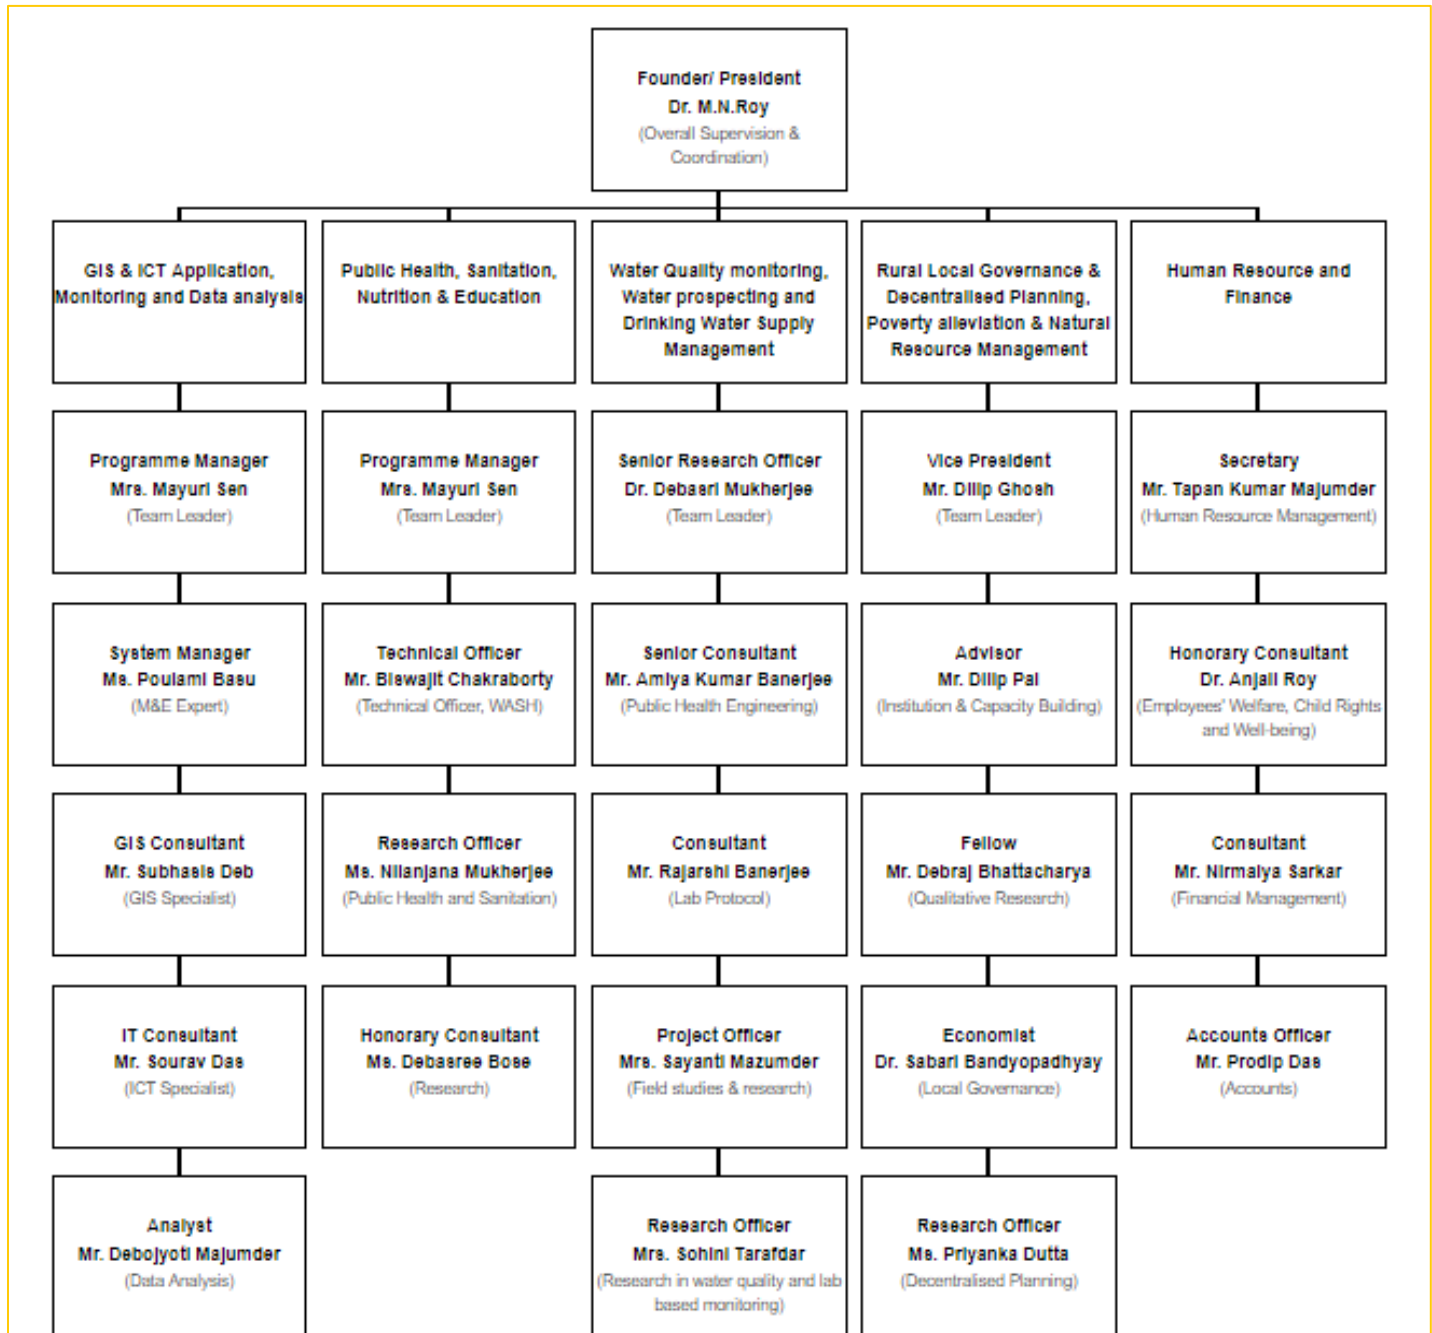 Founder/ President
Dr. M.N.Roy
(Overall Supervision &
Coordination)
GIS & ICT Application,
Monitoring and Data analysis
Public Health, Sanitation,
Nutrition & Education
Water Quality monitoring,
Water prospecting and
Drinking Water Supply
Management
Rural Local Governance &
Decentralised Planning,
Poverty alleviation & Natural
Resource Management
Human Resource and
Finance
Programme Manager
Mrs. Mayuri Sen
(Team Leader)
Programme Manager
Mrs. Mayuri Sen
(Team Leader)
Senior Research Officer
Dr. Debasri Mukherjee
(Team Leader)
Vice President
Mr. Dilip Ghosh
(Team Leader)
Secretary
Mr. Tapan Kumar Majumder
(Human Resource Management)
System Manager
Ms. Poulami Basu
(M&E Expert)
Technical Officer
Mr. Biswajit Chakraborty
(Technical Officer, WASH)
Senior Consultant
Mr. Amiya Kumar Banerjee
(Public Health Engineering)
Advisor
Mr. Dilip Pal
(Institution & Capacity Building)
Honorary Consultant
Dr. Anjali Roy
(Employees' Welfare, Child Rights
and Well-being)
GIS Consultant
Mr. Subhasis Deb
(GIS Specialist)
Research Officer
Ms. Nilanjana Mukherjee
(Public Health and Sanitation)
Consultant
Mr. Rajarshi Banerjee
(Lab Protocol)
Fellow
Mr. Debraj Bhattacharya
(Qualitative Research)
Consultant
Mr. Nirmalya Sarkar
(Financial Management)
IT Consultant
Mr. Sourav Das
(ICT Specialist)
Honorary Consultant
Ms. Debasree Bose
(Research)
Project Officer
Mrs. Sayanti Mazumder
(Field studies & research)
Economist
Dr. Sabari Bandyopadhyay
(Local Governance)
Accounts Officer
Mr. Prodip Das
(Accounts)
Analyst
Mr. Debojyoti Majumder
(Data Analysis)
Research Officer
Mrs. Sohini Tarafdar
(Research in water quality and lab
based monitoring)
Research Officer
Ms. Priyanka Dutta
(Decentralised Planning)